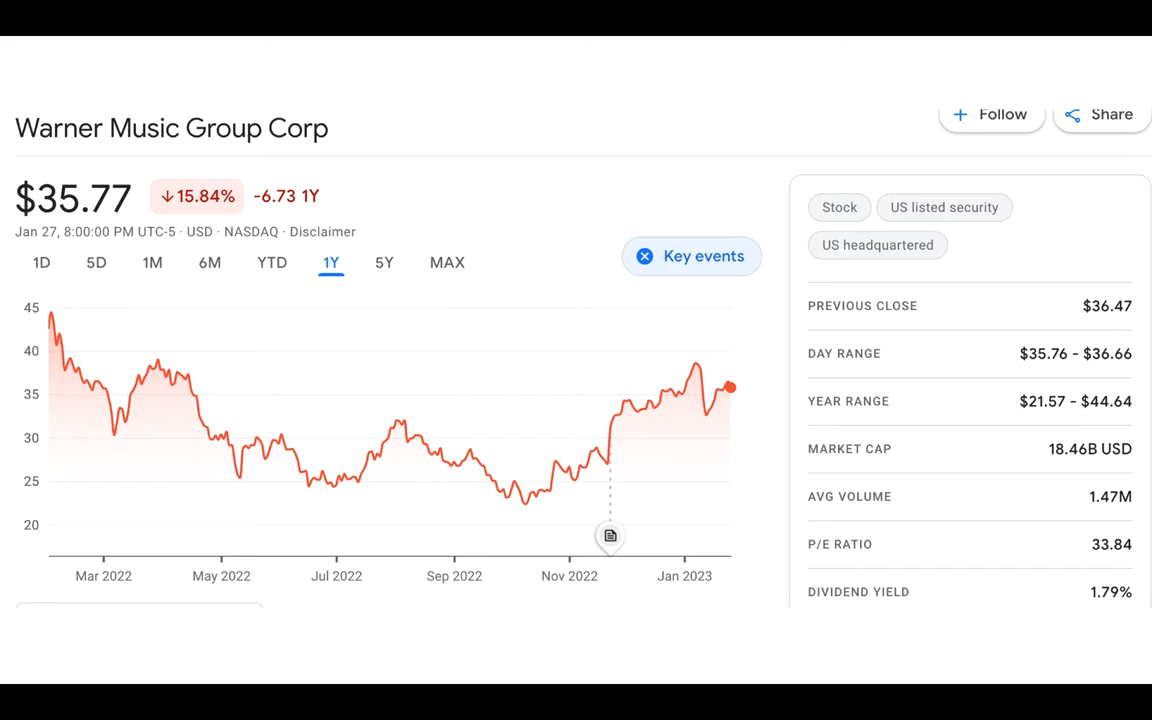 Follow Share
Warner Music Group Corp
$35.77 ↓15.84% -6.73 1Y
Jan 27, 8:00:00 PM UTC-5 · USD · NASDAQ · Disclaimer
1D 5D 1M 6M YTD 1Y 5Y MAX
Key events
45
40
35
30
25
20
Mar 2022 May 2022 Jul 2022 Sep 2022 Nov 2022 Jan 2023
Stock US listed security
US headquartered
PREVIOUS CLOSE $36.47
DAY RANGE $35.76 - $36.66
YEAR RANGE $21.57 - $44.64
MARKET CAP 18.46B USD
AVG VOLUME 1.47M
P/E RATIO 33.84
DIVIDEND YIELD 1.79%